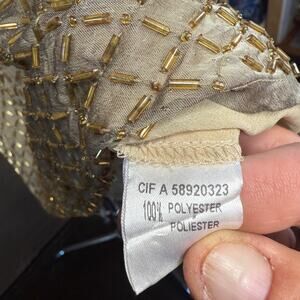 CIF A 58920323
100% POLYESTER
POLIESTER